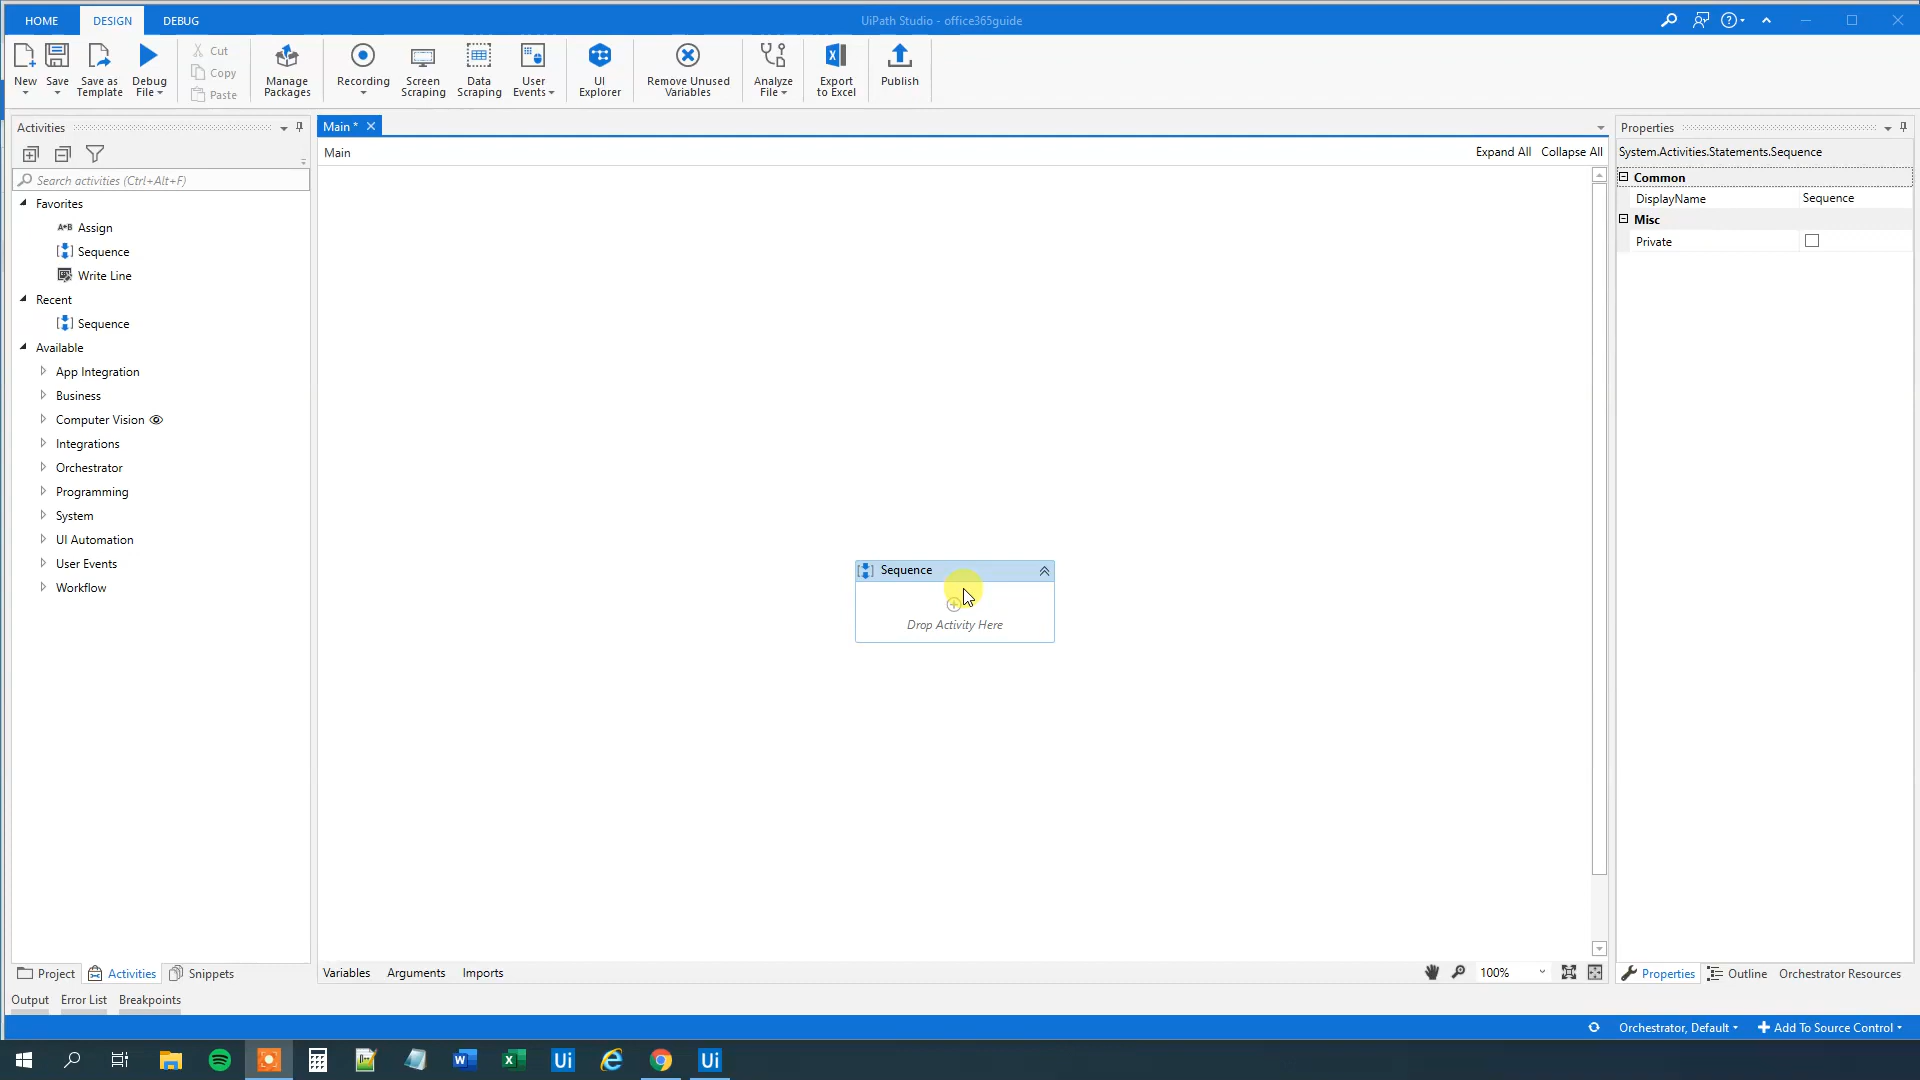 HOME DESIGN DEBUG UiPath Studio - office365guide
New Save Save as Template Debug File Cut Copy Paste Manage Packages Recording Screen Scraping Data Scraping User Events UI Explorer Remove Unused Variables Analyze File Export to Excel Publish
Activities
Search activities (Ctrl+Alt+F)
Favorites
A*B Assign
Sequence
Write Line
Recent
Sequence
Available
App Integration
Business
Computer Vision
Integrations
Orchestrator
Programming
System
UI Automation
User Events
Workflow
Project Activities Snippets
Main *
Main Expand All Collapse All
Sequence
Drop Activity Here
Variables Arguments Imports 100%
Properties
System.Activities.Statements.Sequence
Common
DisplayName Sequence
Misc
Private
Properties Outline Orchestrator Resources
Output Error List Breakpoints
Orchestrator, Default Add To Source Control
Ui Ui